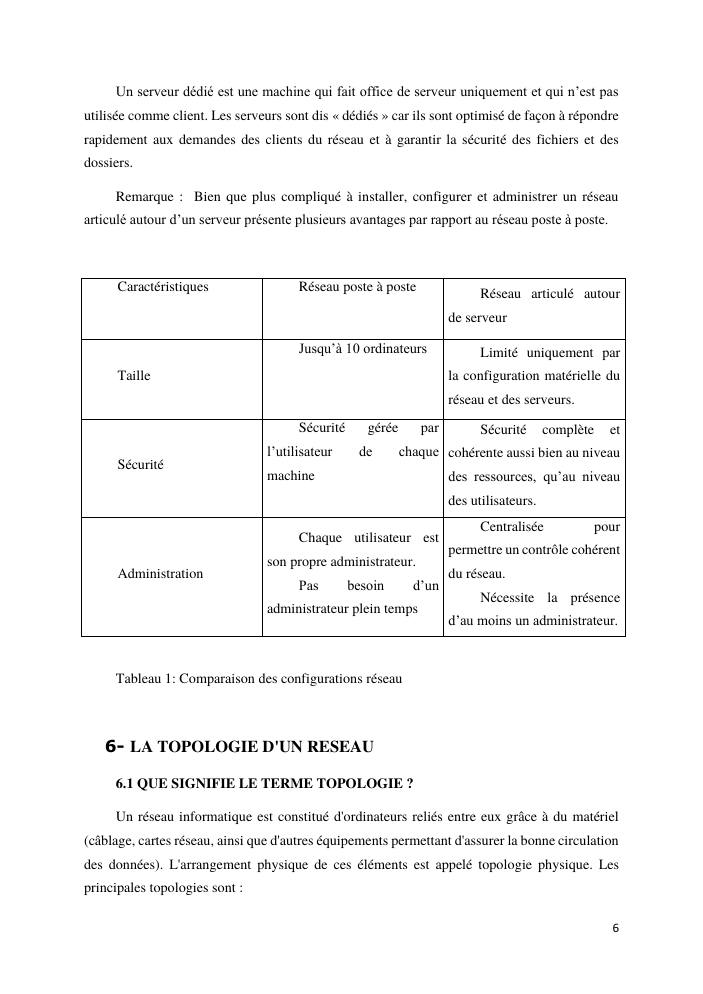 Un serveur dédié est une machine qui fait office de serveur uniquement et qui n’est pas
utilisée comme client. Les serveurs sont dis « dédiés » car ils sont optimisé de façon à répondre
rapidement aux demandes des clients du réseau et à garantir la sécurité des fichiers et des
dossiers.
Remarque :  Bien que plus compliqué à installer, configurer et administrer un réseau
articulé autour d’un serveur présente plusieurs avantages par rapport au réseau poste à poste.
Caractéristiques
Réseau poste à poste
Réseau articulé autour
de serveur
Taille
Jusqu’à 10 ordinateurs
Limité uniquement par
la configuration matérielle du
réseau et des serveurs.
Sécurité
Sécurité gérée par
l’utilisateur de chaque
machine
Sécurité complète et
cohérente aussi bien au niveau
des ressources, qu’au niveau
des utilisateurs.
Administration
Chaque utilisateur est
son propre administrateur.
Pas besoin d’un
administrateur plein temps
Centralisée pour
permettre un contrôle cohérent
du réseau.
Nécessite la présence
d’au moins un administrateur.
Tableau 1: Comparaison des configurations réseau
6- LA TOPOLOGIE D'UN RESEAU
6.1 QUE SIGNIFIE LE TERME TOPOLOGIE ?
Un réseau informatique est constitué d'ordinateurs reliés entre eux grâce à du matériel
(câblage, cartes réseau, ainsi que d'autres équipements permettant d'assurer la bonne circulation
des données). L'arrangement physique de ces éléments est appelé topologie physique. Les
principales topologies sont :
6